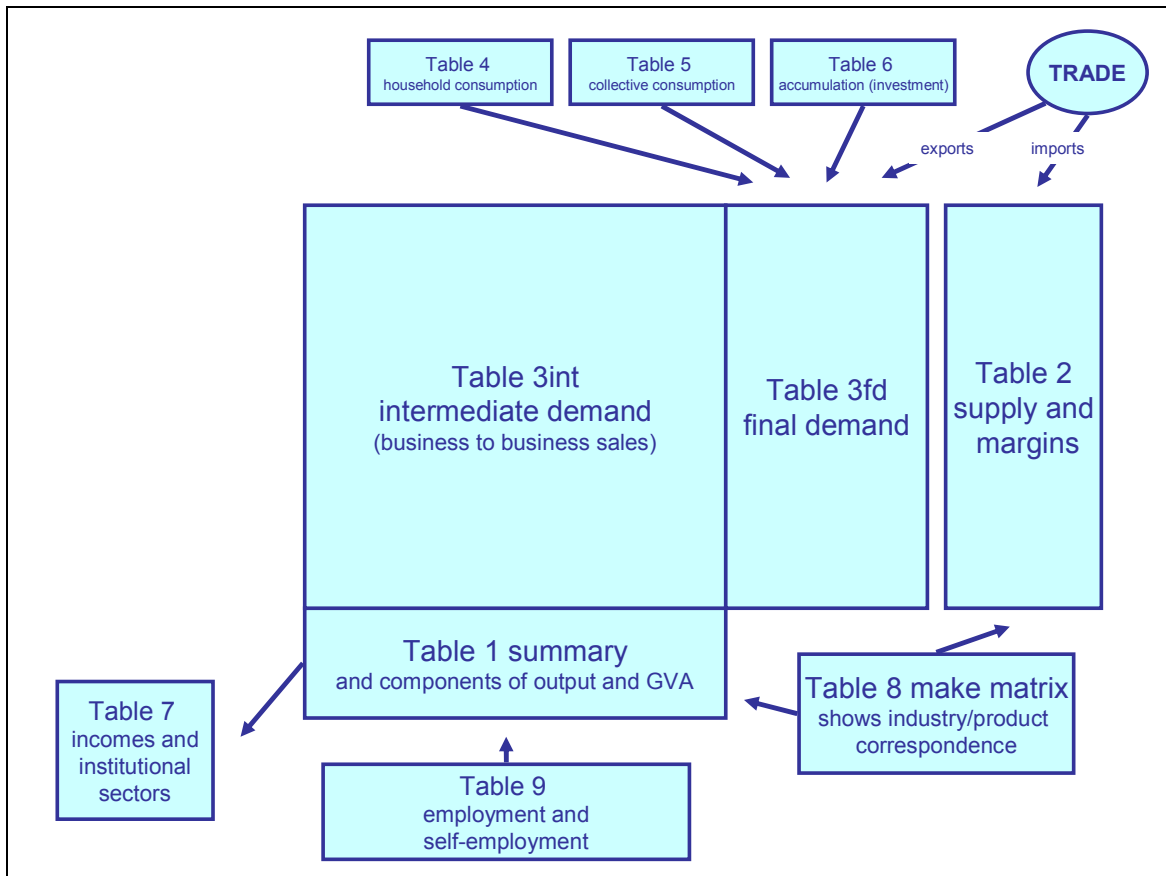 Table 4
household consumption
Table 5
collective consumption
Table 6
accumulation (investment)
TRADE
exports
imports
Table 3int
intermediate demand
(business to business sales)
Table 3fd
final demand
Table 2
supply and
margins
Table 1 summary
and components of output and GVA
Table 8 make matrix
shows industry/product
correspondence
Table 7
incomes and
institutional
sectors
Table 9
employment and
self-employment